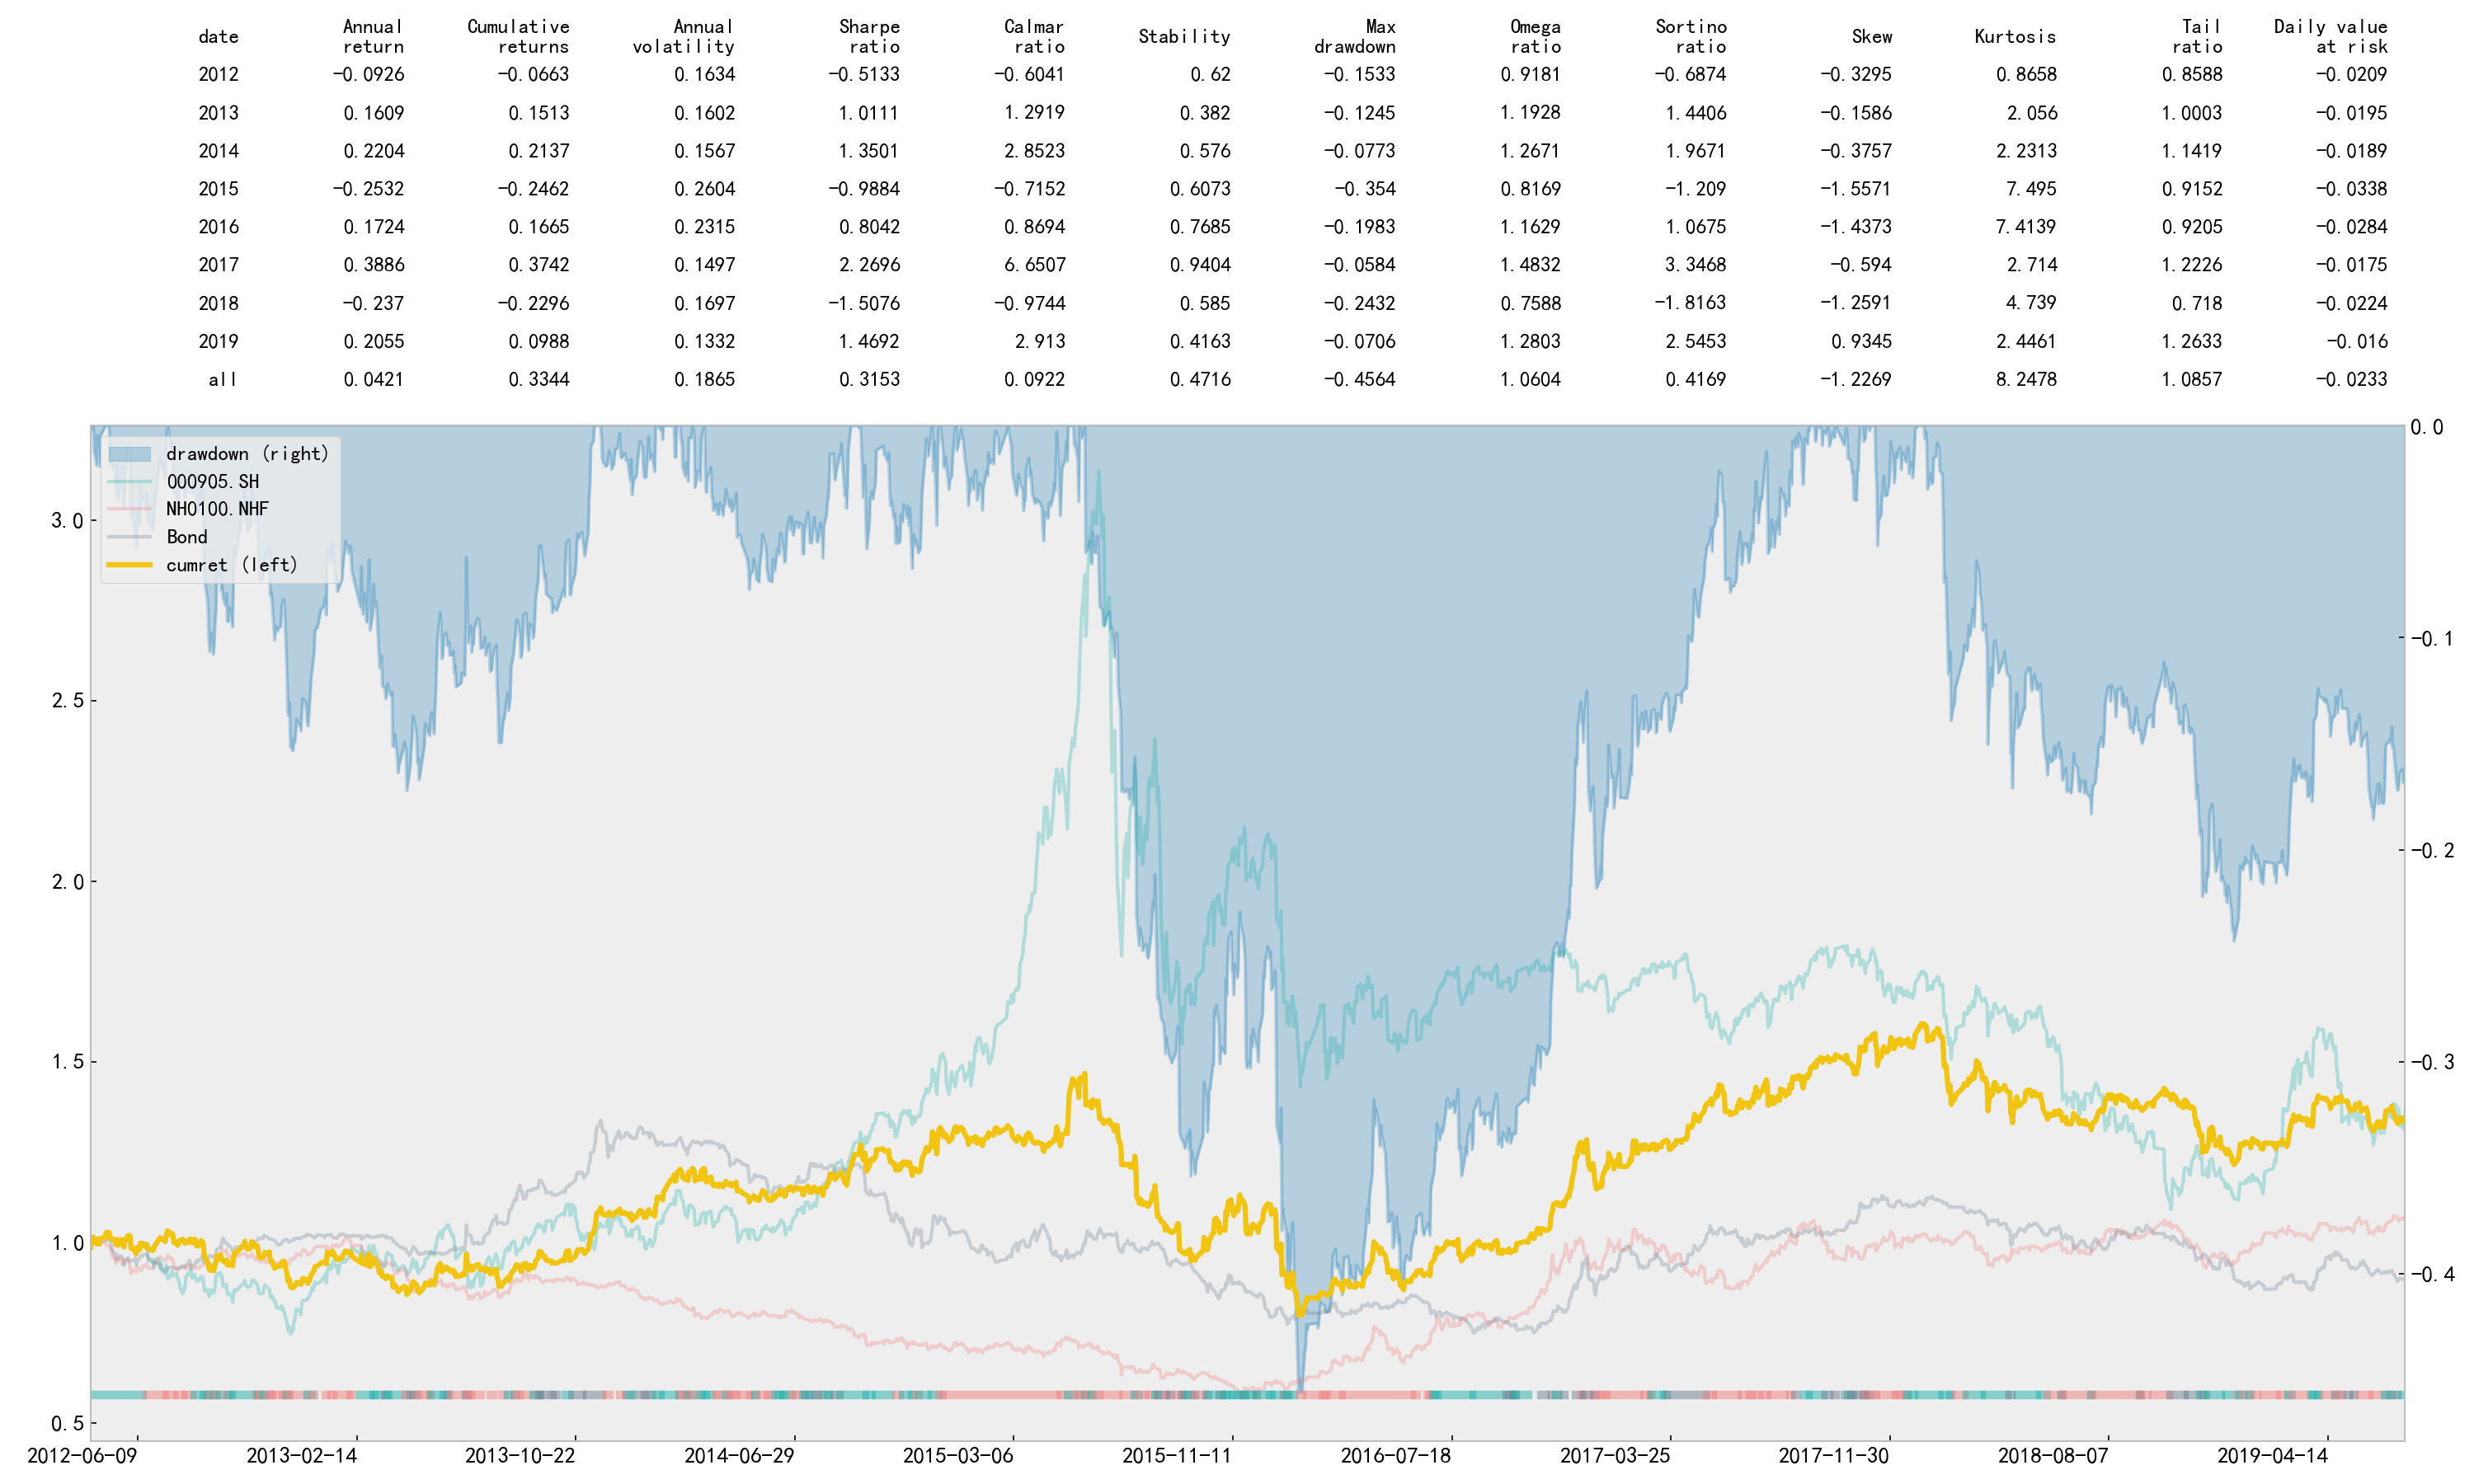 date Annual return Cumulative returns Annual volatility Sharpe ratio Calmar ratio Stability Max drawdown Omega ratio Sortino ratio Skew Kurtosis Tail ratio Daily value at risk
2012 -0.0926 -0.0663 0.1634 -0.5133 -0.6041 0.62 -0.1533 0.9181 -0.6874 -0.3295 0.8658 0.8588 -0.0209
2013 0.1609 0.1513 0.1602 1.0111 1.2919 0.382 -0.1245 1.1928 1.4406 -0.1586 2.056 1.0003 -0.0195
2014 0.2204 0.2137 0.1567 1.3501 2.8523 0.576 -0.0773 1.2671 1.9671 -0.3757 2.2313 1.1419 -0.0189
2015 -0.2532 -0.2462 0.2604 -0.9884 -0.7152 0.6073 -0.354 0.8169 -1.209 -1.5571 7.495 0.9152 -0.0338
2016 0.1724 0.1665 0.2315 0.8042 0.8694 0.7685 -0.1983 1.1629 1.0675 -1.4373 7.4139 0.9205 -0.0284
2017 0.3886 0.3742 0.1497 2.2696 6.6507 0.9404 -0.0584 1.4832 3.3468 -0.594 2.714 1.2226 -0.0175
2018 -0.237 -0.2296 0.1697 -1.5076 -0.9744 0.585 -0.2432 0.7588 -1.8163 -1.2591 4.739 0.718 -0.0224
2019 0.2055 0.0988 0.1332 1.4692 2.913 0.4163 -0.0706 1.2803 2.5453 0.9345 2.4461 1.2633 -0.016
all 0.0421 0.3344 0.1865 0.3153 0.0922 0.4716 -0.4564 1.0604 0.4169 -1.2269 8.2478 1.0857 -0.0233
drawdown (right)
000905.SH
NH0100.NHF
Bond
cumret (left)
3.0
2.5
2.0
1.5
1.0
0.5
0.0
-0.1
-0.2
-0.3
-0.4
2012-06-09 2013-02-14 2013-10-22 2014-06-29 2015-03-06 2015-11-11 2016-07-18 2017-03-25 2017-11-30 2018-08-07 2019-04-14